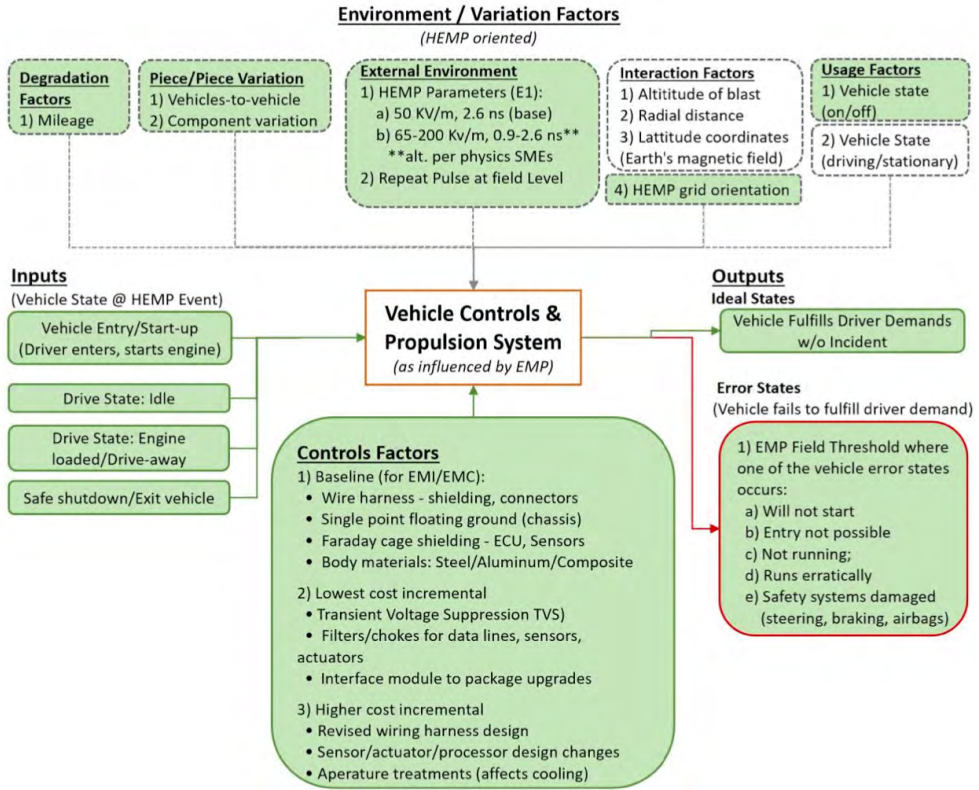 Environment / Variation Factors
(HEMP oriented)
Degradation
Factors
1) Mileage
Piece/Piece Variation
1) Vehicles-to-vehicle
2) Component variation
External Environment
1) HEMP Parameters (E1):
a) 50 KV/m, 2.6 ns (base)
b) 65-200 Kv/m, 0.9-2.6 ns**
**alt. per physics SMEs
2) Repeat Pulse at field Level
Interaction Factors
1) Altititude of blast
2) Radial distance
3) Lattitude coordinates
(Earth's magnetic field)
4) HEMP grid orientation
Usage Factors
1) Vehicle state
(on/off)
2) Vehicle State
(driving/stationary)
Inputs
(Vehicle State @ HEMP Event)
Vehicle Entry/Start-up
(Driver enters, starts engine)
Drive State: Idle
Drive State: Engine
loaded/Drive-away
Safe shutdown/Exit vehicle
Vehicle Controls &
Propulsion System
(as influenced by EMP)
Controls Factors
1) Baseline (for EMI/EMC):
• Wire harness - shielding, connectors
• Single point floating ground (chassis)
• Faraday cage shielding - ECU, Sensors
• Body materials: Steel/Aluminum/Composite
2) Lowest cost incremental
• Transient Voltage Suppression TVS)
• Filters/chokes for data lines, sensors,
actuators
• Interface module to package upgrades
3) Higher cost incremental
• Revised wiring harness design
• Sensor/actuator/processor design changes
• Aperature treatments (affects cooling)
Outputs
Ideal States
Vehicle Fulfills Driver Demands
w/o Incident
Error States
(Vehicle fails to fulfill driver demand)
1) EMP Field Threshold where
one of the vehicle error states
occurs:
a) Will not start
b) Entry not possible
c) Not running;
d) Runs erratically
e) Safety systems damaged
(steering, braking, airbags)